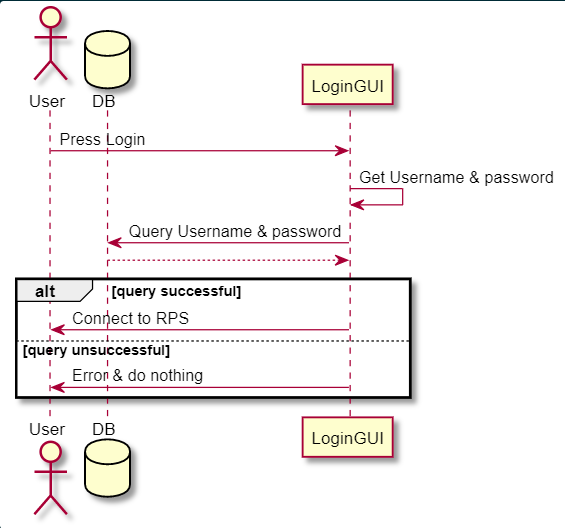 User
DB
LoginGUI
Press Login
Get Username & password
Query Username & password
alt
[query successful]
Connect to RPS
[query unsuccessful]
Error & do nothing
User
DB
LoginGUI